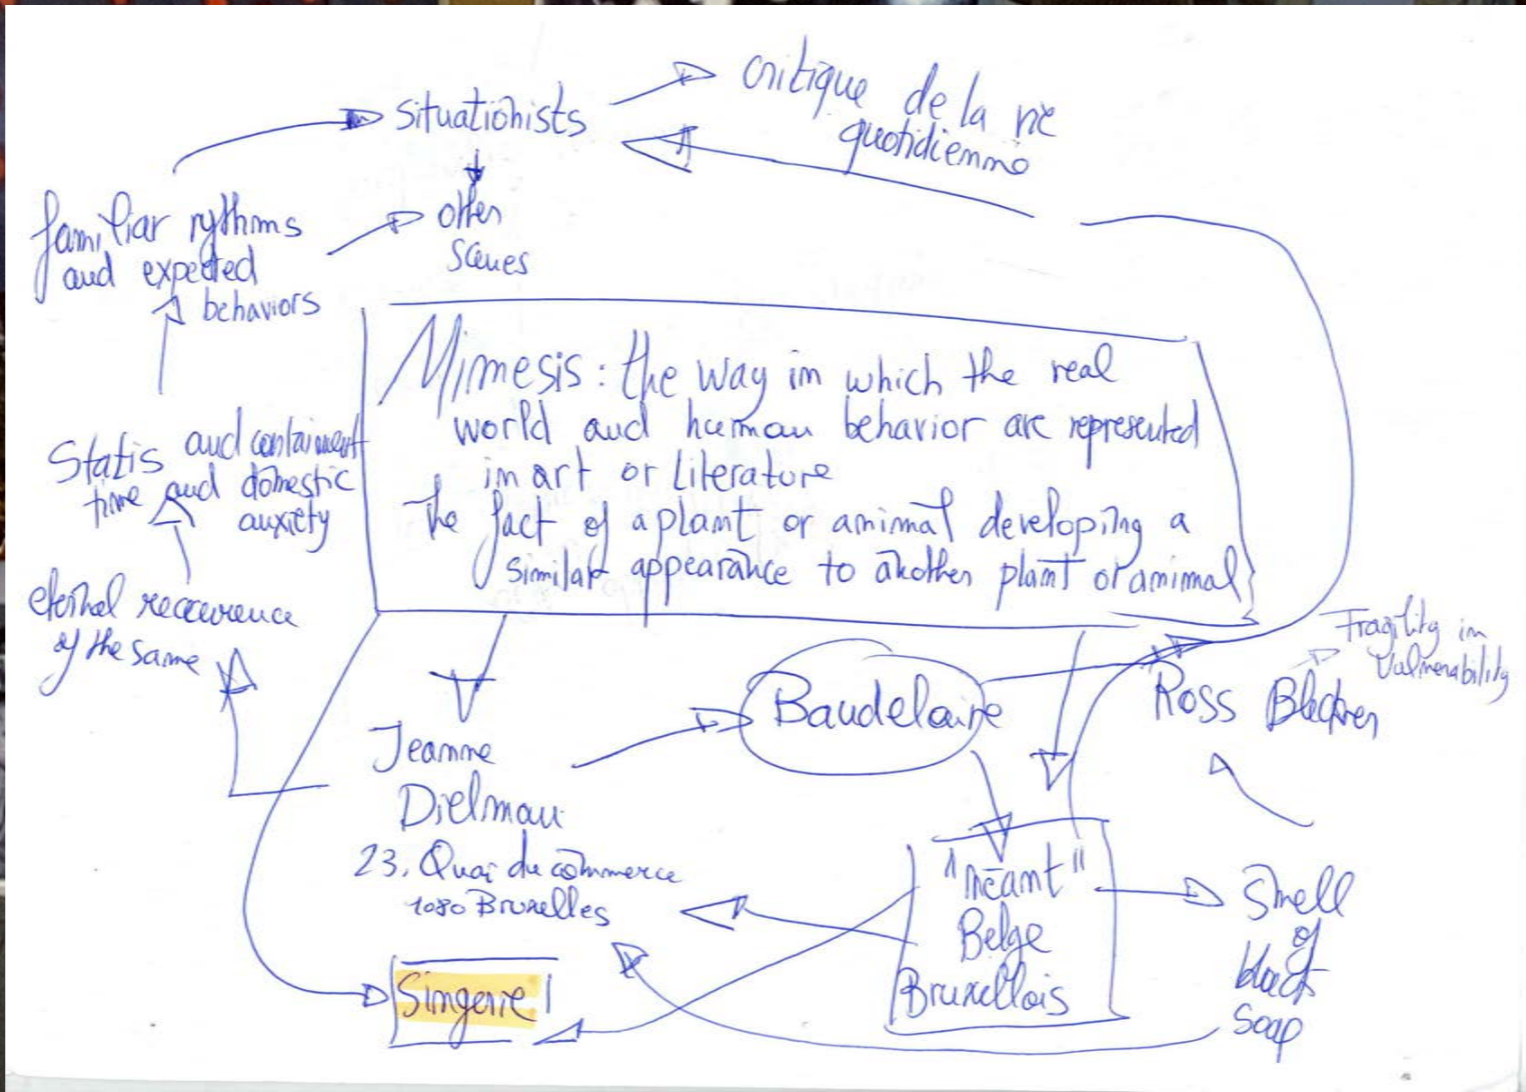 critique de la vie
quotidienne
situationists
other
scenes
familiar rythms
and expected
behaviors
Mimesis : the way in which the real
world and human behavior are represented
in art or literature
The fact of a plant or animal developing a
similar appearance to another plant or animal
Statis and containment
time and domestic
anxiety
eternal reccurence
of the same
Fragility in
Vulnerability
Ross Bleckner
Baudelaire
Jeanne
Dielman
23, Quai du commerce
1080 Bruxelles
"néant"
Belge
Bruxellois
Smell
of
black
soap
Singerie!